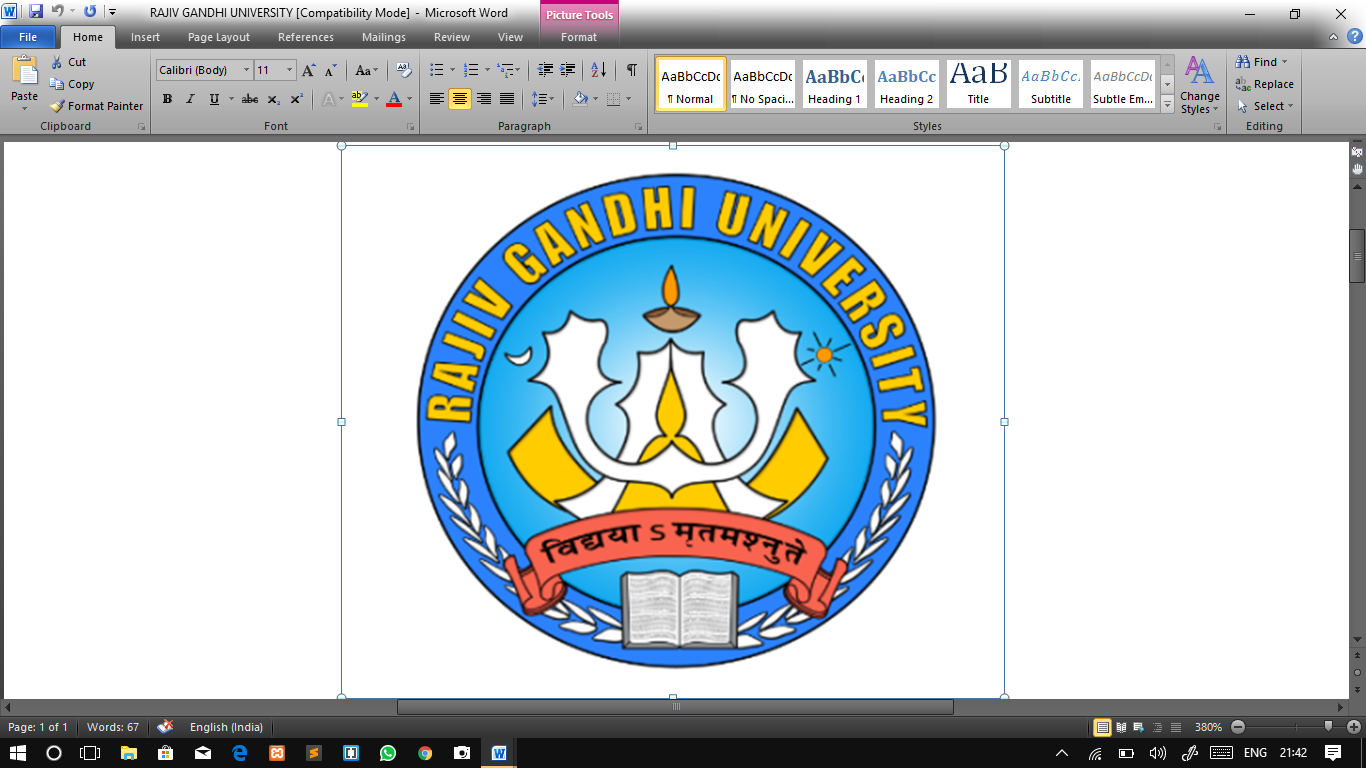 RAJIV GANDHI UNIVERSITY [Compatibility Mode] - Microsoft Word
Picture Tools
File Home Insert Page Layout References Mailings Review View Format
Paste
Cut
Copy
Format Painter
Clipboard
Calibri (Body) 11
Font
Paragraph
AaBbCcDc AaBbCcDc AaBbCc AaBbCc AaB AaBbCc. AaBbCcDc
¶ Normal ¶ No Spaci... Heading 1 Heading 2 Title Subtitle Subtle Em...
Change Styles
Styles
Find
Replace
Select
Editing
RAJIV GANDHI UNIVERSITY
विद्यया S मृतमश्नुते
Page: 1 of 1 Words: 67 English (India) 380%
ENG 21:42